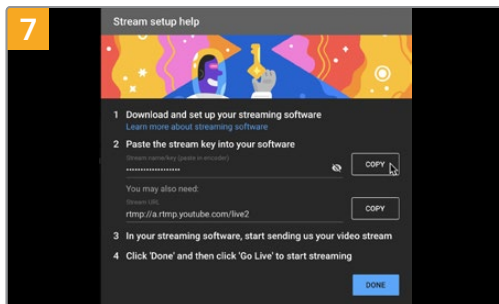 7
Stream setup help
1 Download and set up your streaming software
Learn more about streaming software
2 Paste the stream key into your software
Stream name/key (paste in encoder)
••••••••••••••••••••
COPY
You may also need:
Stream URL
rtmp://a.rtmp.youtube.com/live2
COPY
3 In your streaming software, start sending us your video stream
4 Click 'Done' and then click 'Go Live' to start streaming
DONE